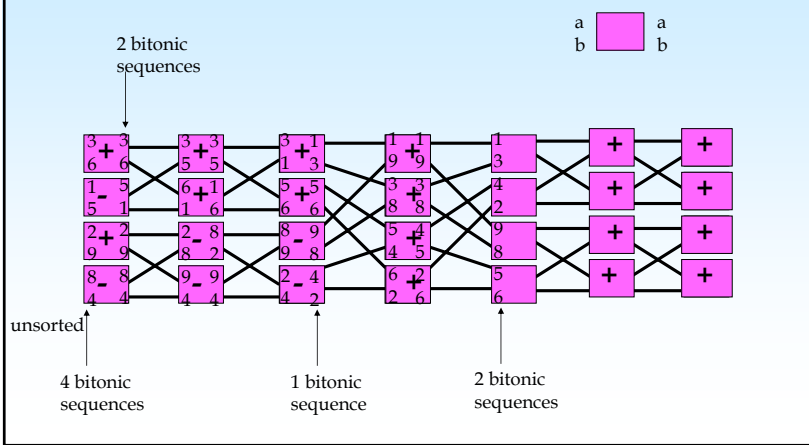 a a
b b
2 bitonic
sequences
3 3 3 3 3 1 1 1 1
+ + + + + +
6 6 5 5 1 3 9 9 3
1 5 6 1 5 5 3 3 4
- + + + + +
5 1 1 6 6 6 8 8 2
2 2 2 8 8 9 5 4 9
+ - - + + +
9 9 8 2 9 8 4 5 8
8 8 9 9 2 4 6 2 5
- - - + + +
4 4 4 4 4 2 2 6 6
unsorted
4 bitonic
sequences
1 bitonic
sequence
2 bitonic
sequences